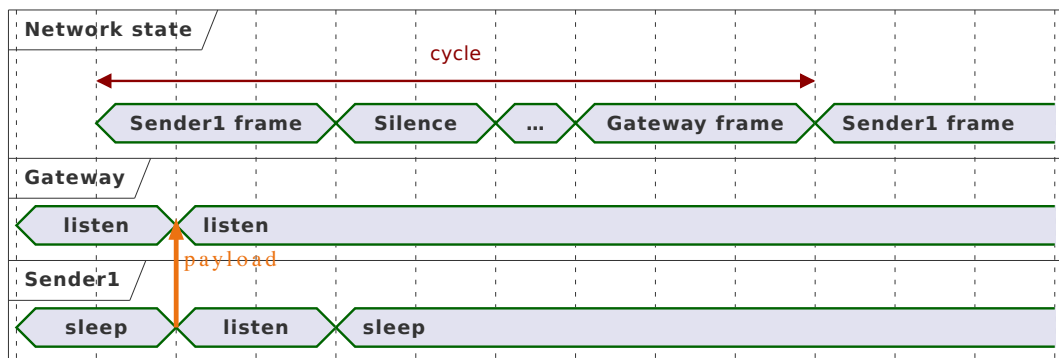 Network state
cycle
Sender1 frame
Silence
...
Gateway frame
Sender1 frame
Gateway
listen
listen
payload
Sender1
sleep
listen
sleep